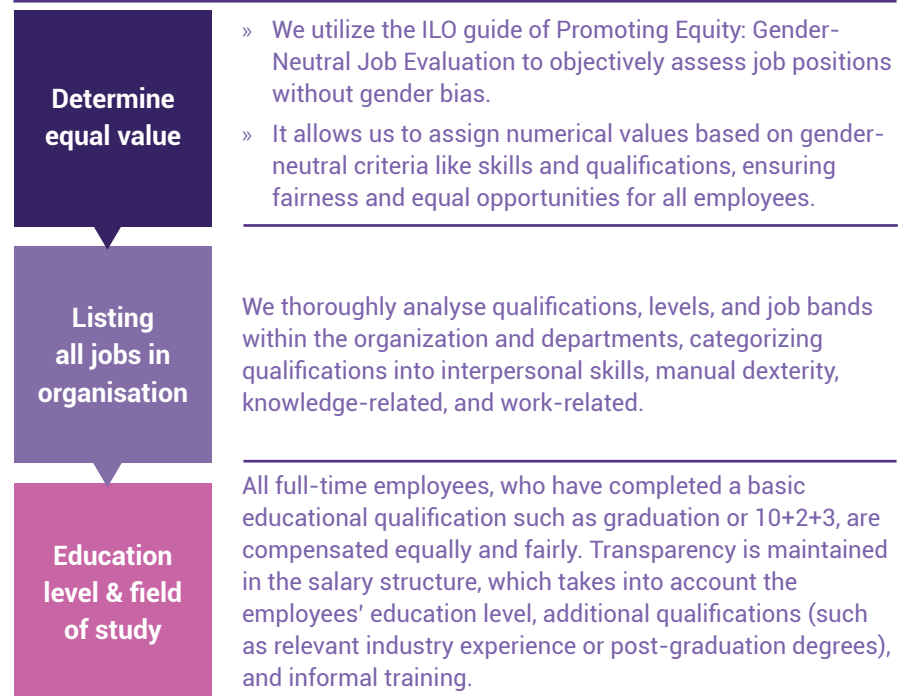 Determine
equal value
» We utilize the ILO guide of Promoting Equity: Gender-
Neutral Job Evaluation to objectively assess job positions
without gender bias.
» It allows us to assign numerical values based on gender-
neutral criteria like skills and qualifications, ensuring
fairness and equal opportunities for all employees.
Listing
all jobs in
organisation
We thoroughly analyse qualifications, levels, and job bands
within the organization and departments, categorizing
qualifications into interpersonal skills, manual dexterity,
knowledge-related, and work-related.
Education
level & field
of study
All full-time employees, who have completed a basic
educational qualification such as graduation or 10+2+3, are
compensated equally and fairly. Transparency is maintained
in the salary structure, which takes into account the
employees' education level, additional qualifications (such
as relevant industry experience or post-graduation degrees),
and informal training.